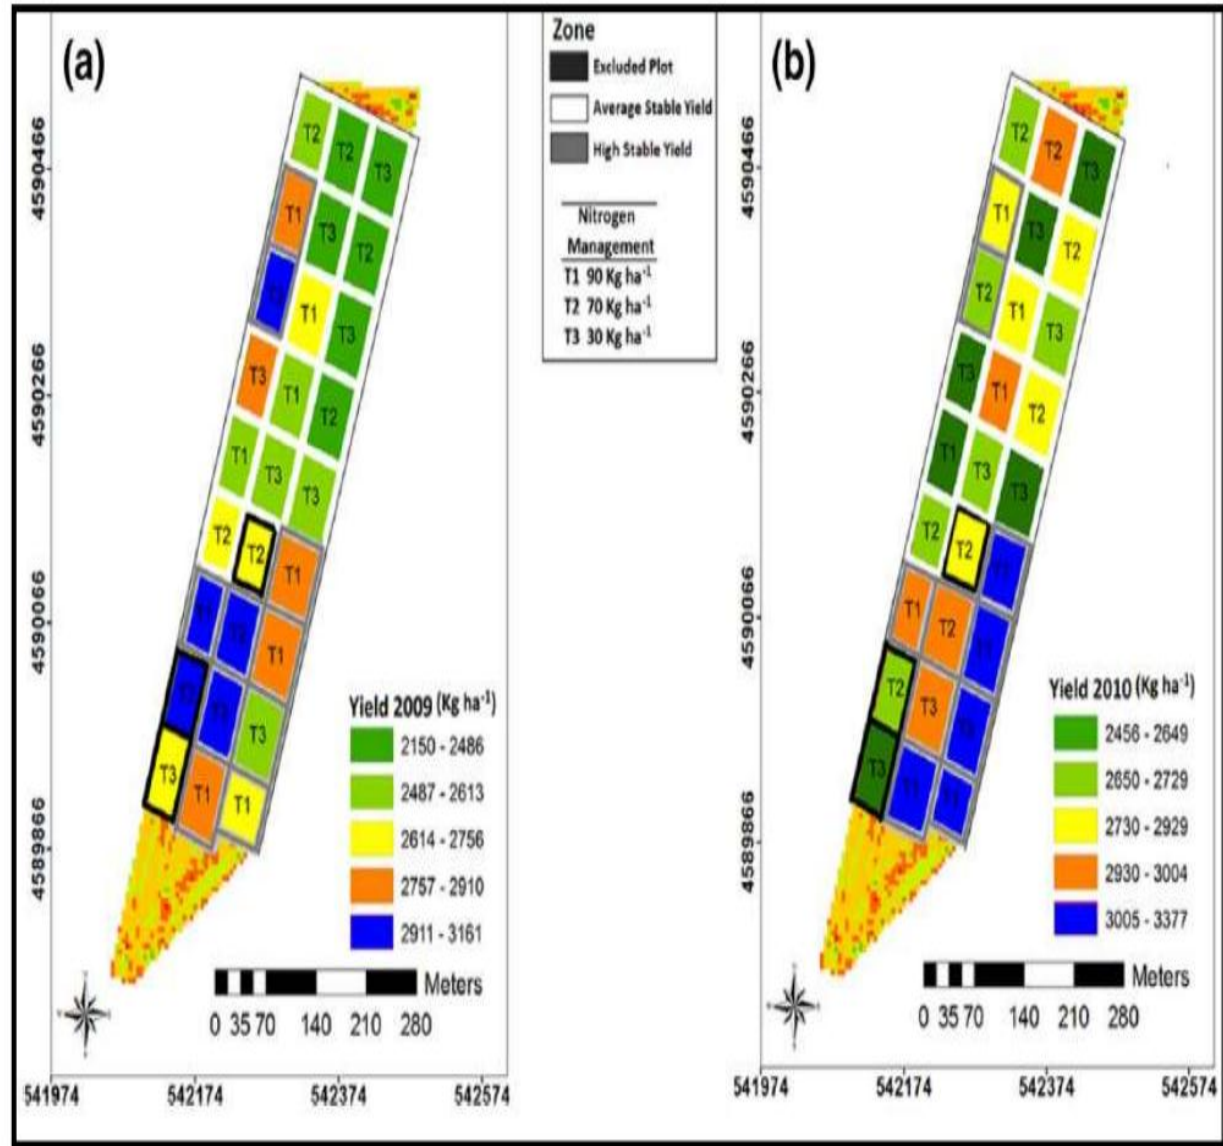 (a)
4590466
4590266
4590066
4589866
T2
T2
T3
T1
T3
T2
T1
T3
T3
T1
T2
T1
T3
T3
T2
T2
T1
T1
T3
T3
T1
T1
Yield 2009 (Kg ha-1)
2150 - 2486
2487 - 2613
2614 - 2756
2757 - 2910
2911 - 3161
Meters
0 35 70 140 210 280
541974 542174 542374 542574
Zone
Excluded Plot
Average Stable Yield
High Stable Yield
Nitrogen
Management
T1 90 Kg ha-1
T2 70 Kg ha-1
T3 30 Kg ha-1
(b)
4590466
4590266
4590066
4589866
T2
T2
T3
T1
T3
T2
T2
T1
T3
T3
T1
T2
T1
T3
T3
T2
T2
T1
T2
T2
T3
T3
Yield 2010 (Kg ha-1)
2456 - 2649
2650 - 2729
2730 - 2929
2930 - 3004
3005 - 3377
Meters
0 35 70 140 210 280
541974 542174 542374 542574